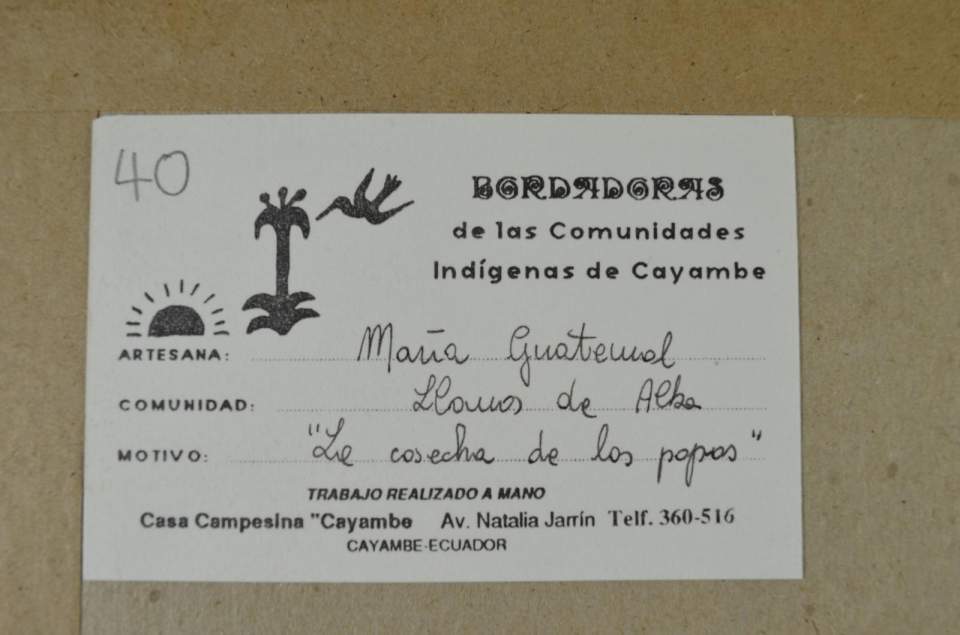 40
BORDADORAS
de las Comunidades
Indígenas de Cayambe
ARTESANA: María Guatemal
COMUNIDAD: Llanos de Alba
MOTIVO: "La cosecha de las papas"
TRABAJO REALIZADO A MANO
Casa Campesina "Cayambe Av. Natalia Jarrín Telf. 360-516
CAYAMBE-ECUADOR